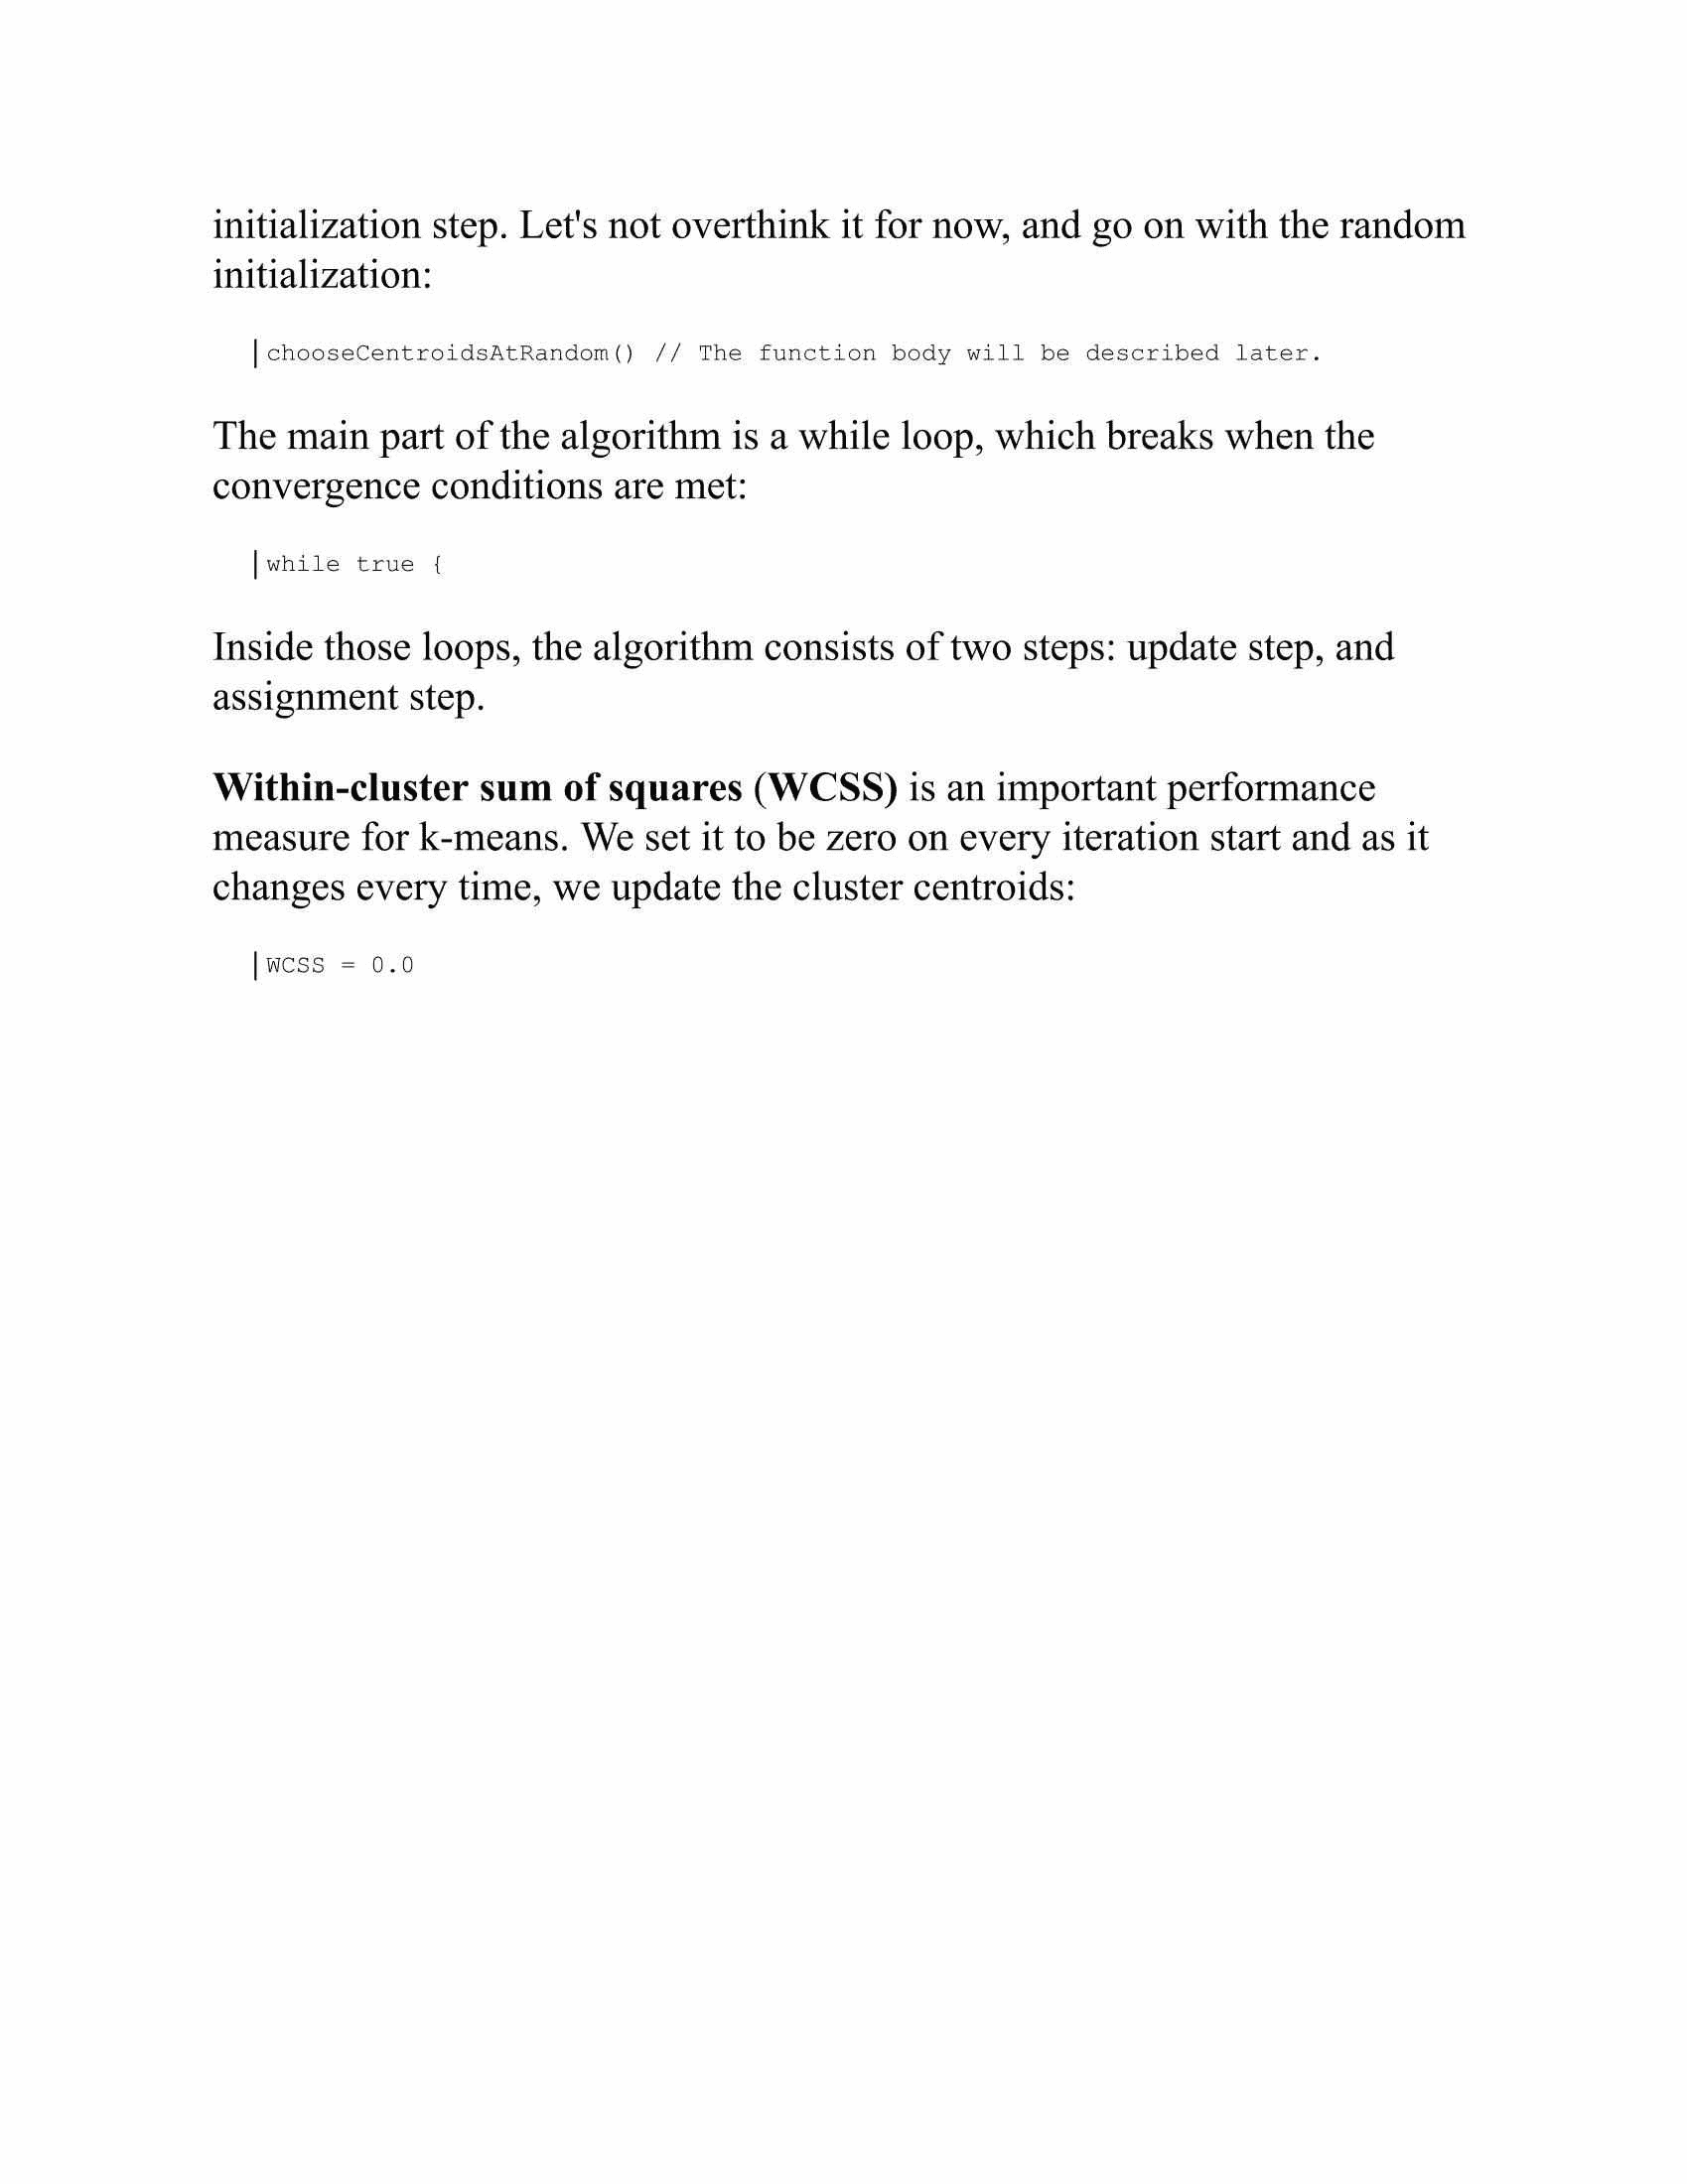 initialization step. Let's not overthink it for now, and go on with the random
initialization:
chooseCentroidsAtRandom() // The function body will be described later.
The main part of the algorithm is a while loop, which breaks when the
convergence conditions are met:
while true {
Inside those loops, the algorithm consists of two steps: update step, and
assignment step.
Within-cluster sum of squares (WCSS) is an important performance
measure for k-means. We set it to be zero on every iteration start and as it
changes every time, we update the cluster centroids:
WCSS = 0.0